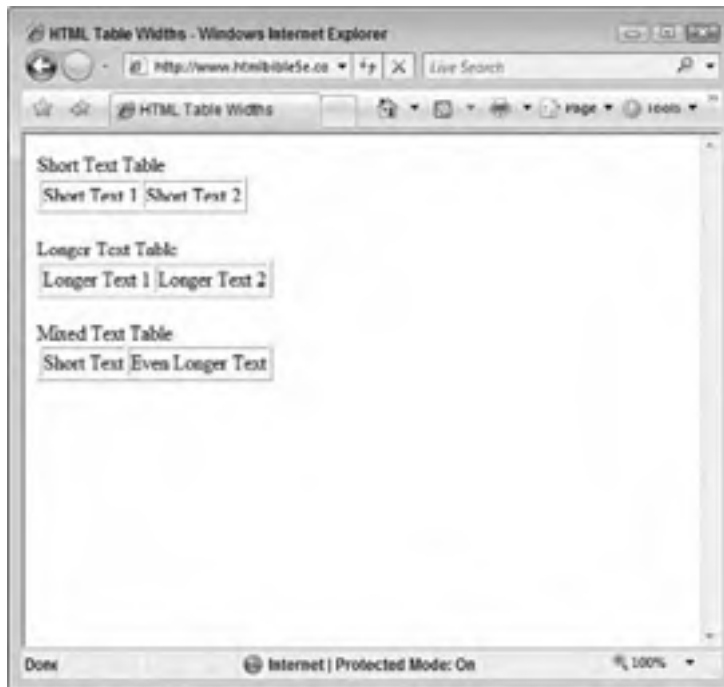 HTML Table Widths - Windows Internet Explorer
http://www.htmlbible5e.co
Live Search
HTML Table Widths
Page
Tools
Short Text Table
Short Text 1 Short Text 2
Longer Text Table
Longer Text 1 Longer Text 2
Mixed Text Table
Short Text Even Longer Text
Done
Internet | Protected Mode: On
100%